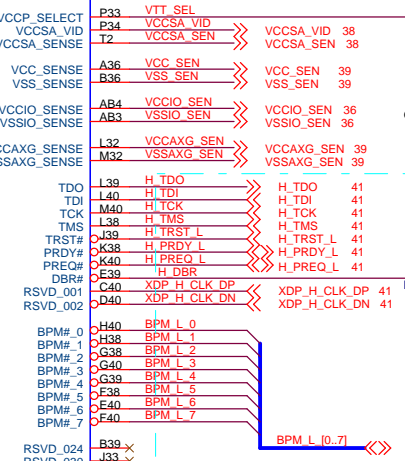 VCCP_SELECT P33 VTT_SEL
VCCSA_VID P34 VCCSA_VID VCCSA_VID 38
VCCSA_SENSE T2 VCCSA_SEN VCCSA_SEN 38
VCC_SENSE A36 VCC_SEN VCC_SEN 39
VSS_SENSE B36 VSS_SEN VSS_SEN 39
VCCIO_SENSE AB4 VCCIO_SEN VCCIO_SEN 36
VSSIO_SENSE AB3 VSSIO_SEN VSSIO_SEN 36
CCAXG_SENSE L32 VCCAXG_SEN VCCAXG_SEN 39
SSAXG_SENSE M32 VSSAXG_SEN VSSAXG_SEN 39
TDO L39 H_TDO H_TDO 41
TDI L40 H_TDI H_TDI 41
TCK M40 H_TCK H_TCK 41
TMS L38 H_TMS H_TMS 41
TRST# J39 H_TRST_L H_TRST_L 41
PRDY# K38 H_PRDY_L H_PRDY_L 41
PREQ# K40 H_PREQ_L H_PREQ_L 41
DBR# E39 H_DBR
RSVD_001 C40 XDP_H_CLK_DP XDP_H_CLK_DP 41
RSVD_002 D40 XDP_H_CLK_DN XDP_H_CLK_DN 41
BPM#_0 H40 BPM_L_0
BPM#_1 H38 BPM_L_1
BPM#_2 G38 BPM_L_2
BPM#_3 G40 BPM_L_3
BPM#_4 G39 BPM_L_4
BPM#_5 F38 BPM_L_5
BPM#_6 E40 BPM_L_6
BPM#_7 F40 BPM_L_7
BPM_L_[0..7]
RSVD_024 B39
J33